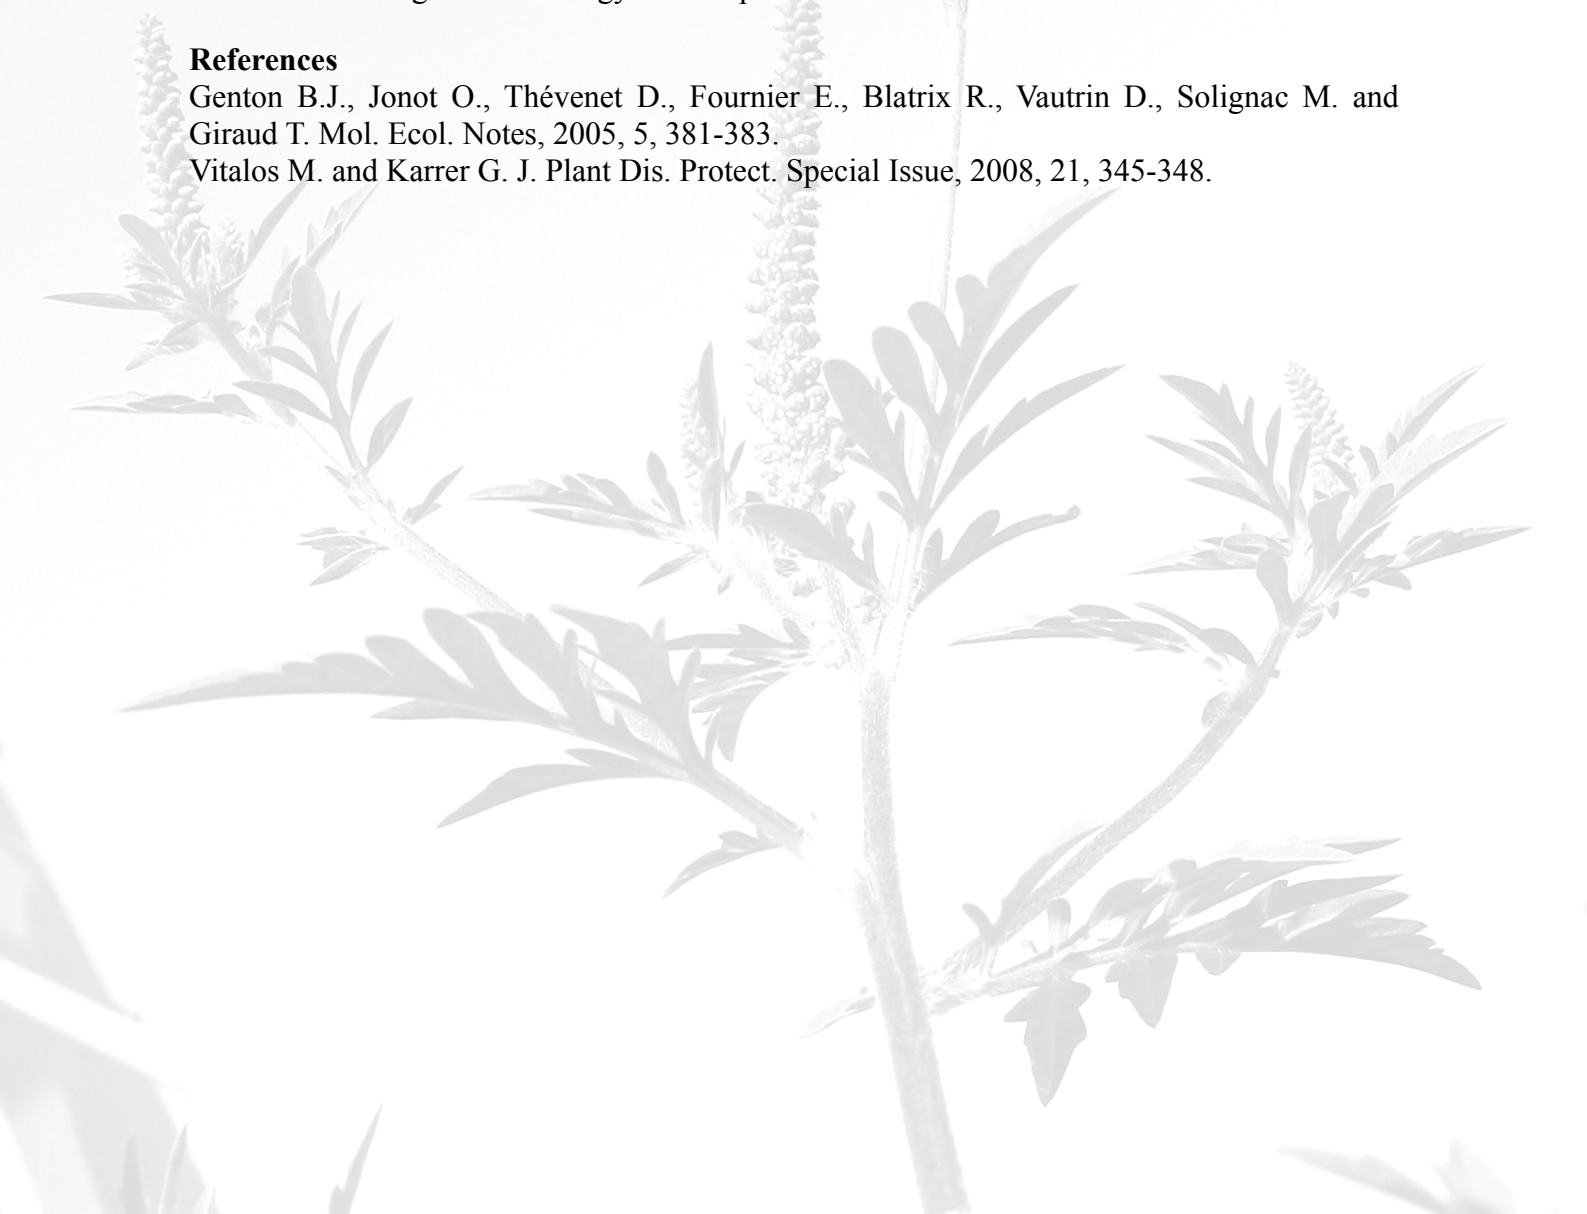 References
Genton B.J., Jonot O., Thévenet D., Fournier E., Blatrix R., Vautrin D., Solignac M. and
Giraud T. Mol. Ecol. Notes, 2005, 5, 381-383.
Vitalos M. and Karrer G. J. Plant Dis. Protect. Special Issue, 2008, 21, 345-348.